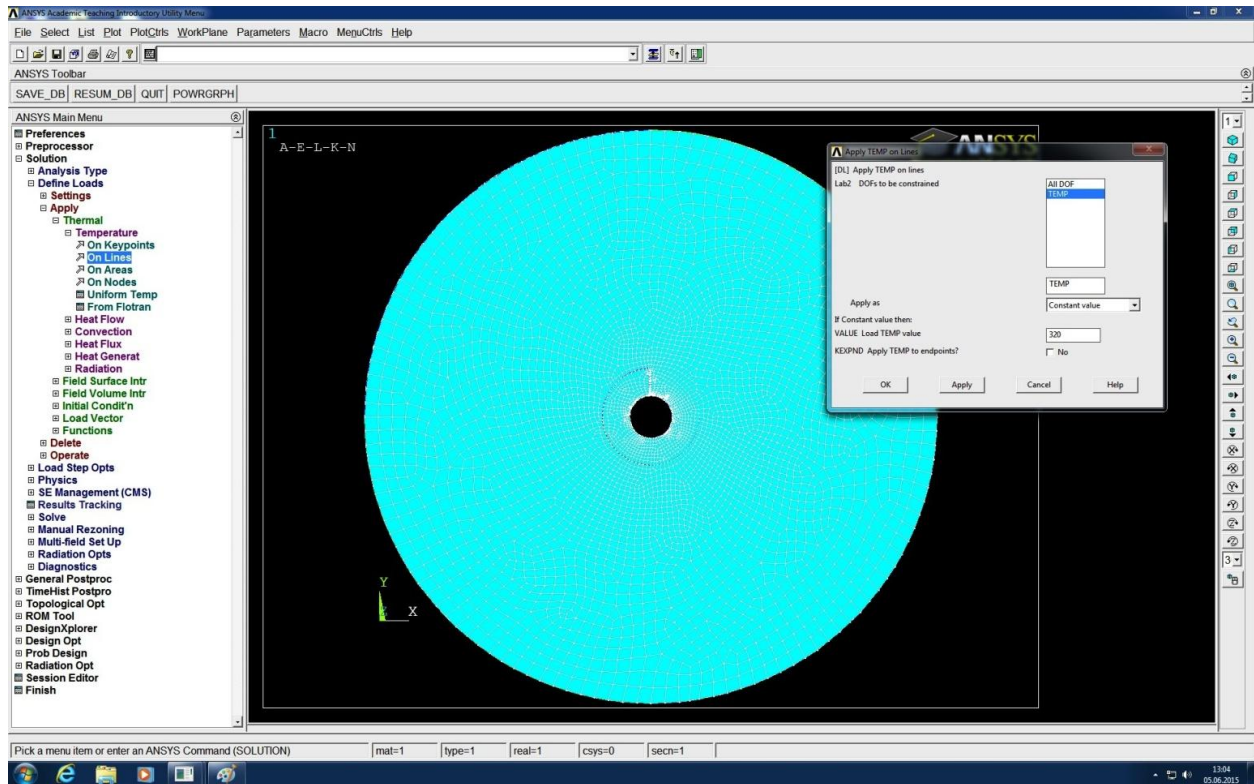 ANSYS Academic Teaching Introductory Utility Menu
File Select List Plot PlotCtrls WorkPlane Parameters Macro MenuCtrls Help
ANSYS Toolbar
SAVE_DB RESUM_DB QUIT POWRGRPH
ANSYS Main Menu
Preferences
Preprocessor
Solution
Analysis Type
Define Loads
Settings
Apply
Thermal
Temperature
On Keypoints
On Lines
On Areas
On Nodes
Uniform Temp
From Flotran
Heat Flow
Convection
Heat Flux
Heat Generat
Radiation
Field Surface Intr
Field Volume Intr
Initial Condit'n
Load Vector
Functions
Delete
Operate
Load Step Opts
Physics
SE Management (CMS)
Results Tracking
Solve
Manual Rezoning
Multi-field Set Up
Radiation Opts
Diagnostics
General Postproc
TimeHist Postpro
Topological Opt
ROM Tool
DesignXplorer
Design Opt
Prob Design
Radiation Opt
Session Editor
Finish
1
A-E-L-K-N
ANSYS
Y
X
Apply TEMP on Lines
[DL] Apply TEMP on lines
Lab2 DOFs to be constrained
All DOF
TEMP
TEMP
Apply as
Constant value
If Constant value then:
VALUE Load TEMP value
320
KEXPND Apply TEMP to endpoints?
No
OK Apply Cancel Help
1
3
Pick a menu item or enter an ANSYS Command (SOLUTION)
mat=1
type=1
real=1
csys=0
secn=1
13:04
05.06.2015